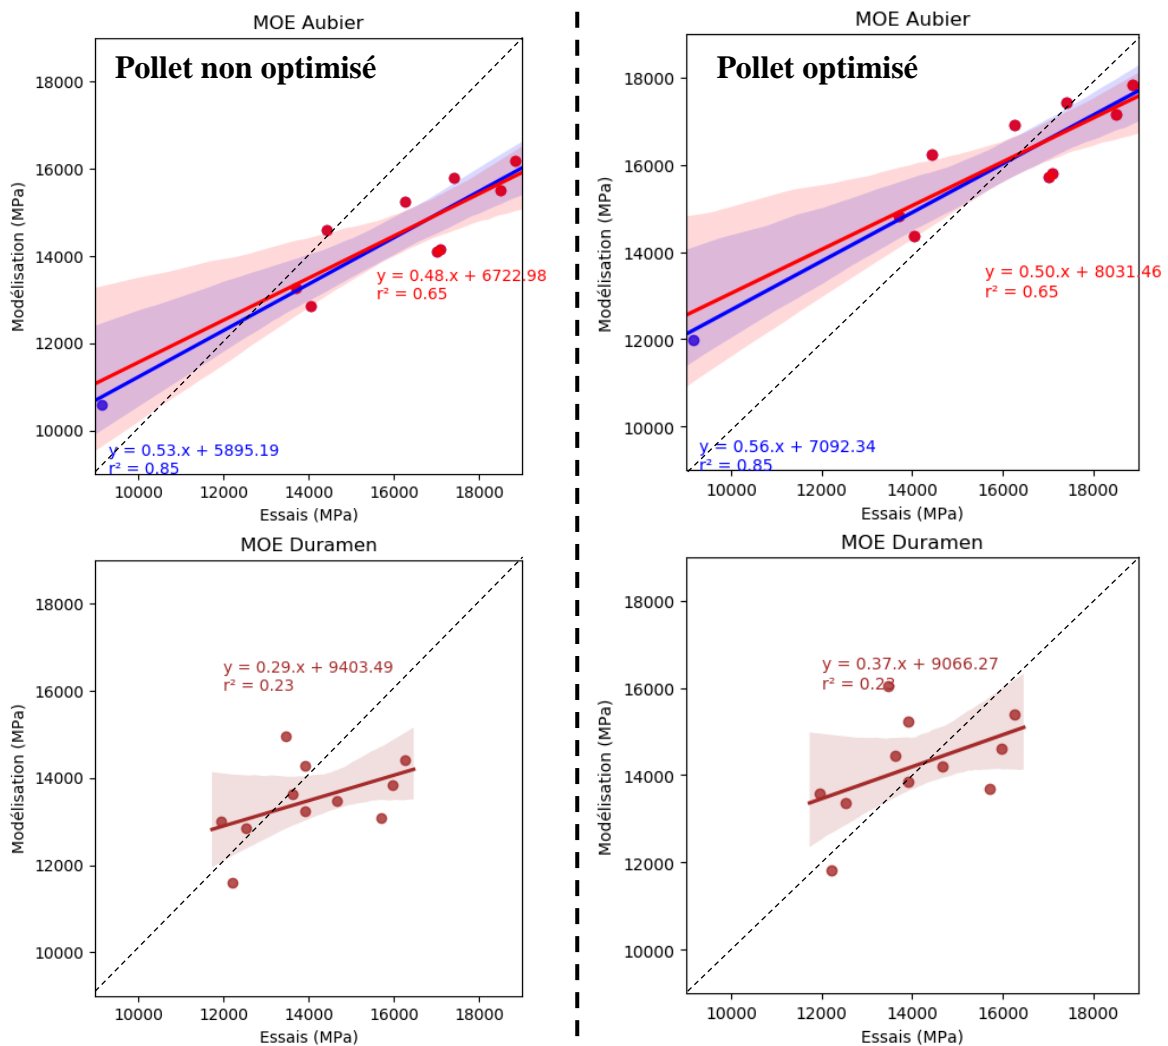 MOE Aubier
Pollet non optimisé
18000
16000
14000
12000
10000
Modélisation (MPa)
y = 0.48.x + 6722.98
r² = 0.65
y = 0.53.x + 5895.19
r² = 0.85
10000 12000 14000 16000 18000
Essais (MPa)
MOE Aubier
Pollet optimisé
18000
16000
14000
12000
10000
Modélisation (MPa)
y = 0.50.x + 8031.46
r² = 0.65
y = 0.56.x + 7092.34
r² = 0.85
10000 12000 14000 16000 18000
Essais (MPa)
MOE Duramen
18000
16000
14000
12000
10000
Modélisation (MPa)
y = 0.29.x + 9403.49
r² = 0.23
10000 12000 14000 16000 18000
Essais (MPa)
MOE Duramen
18000
16000
14000
12000
10000
Modélisation (MPa)
y = 0.37.x + 9066.27
r² = 0.23
10000 12000 14000 16000 18000
Essais (MPa)